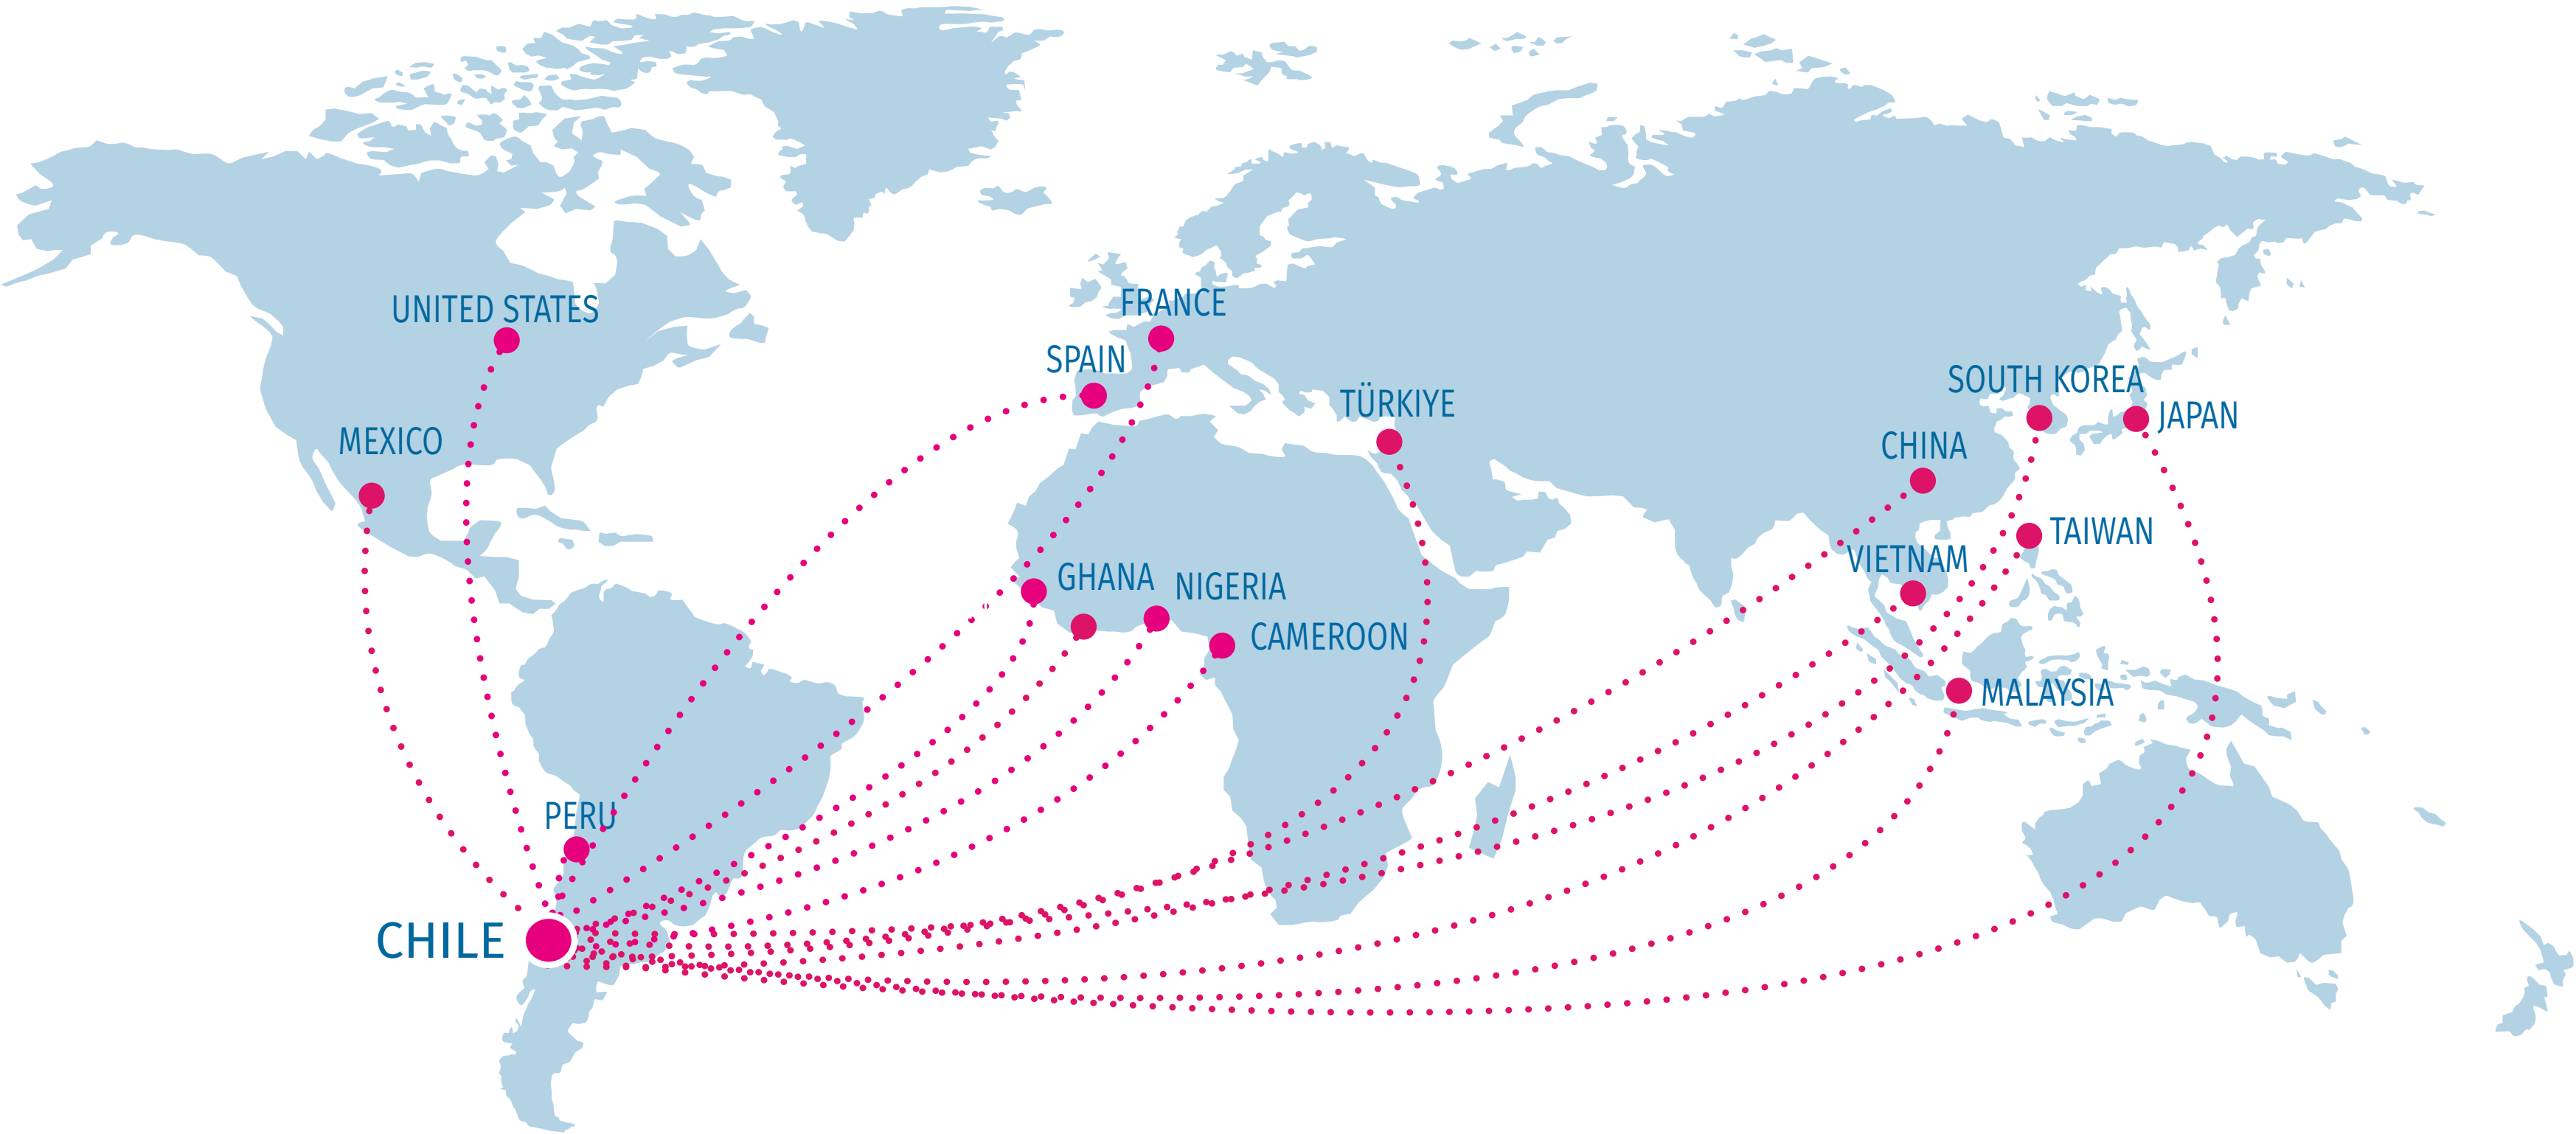 UNITED STATES
FRANCE
SPAIN
TÜRKIYE
SOUTH KOREA
JAPAN
MEXICO
CHINA
TAIWAN
VIETNAM
GHANA
NIGERIA
CAMEROON
MALAYSIA
PERU
CHILE